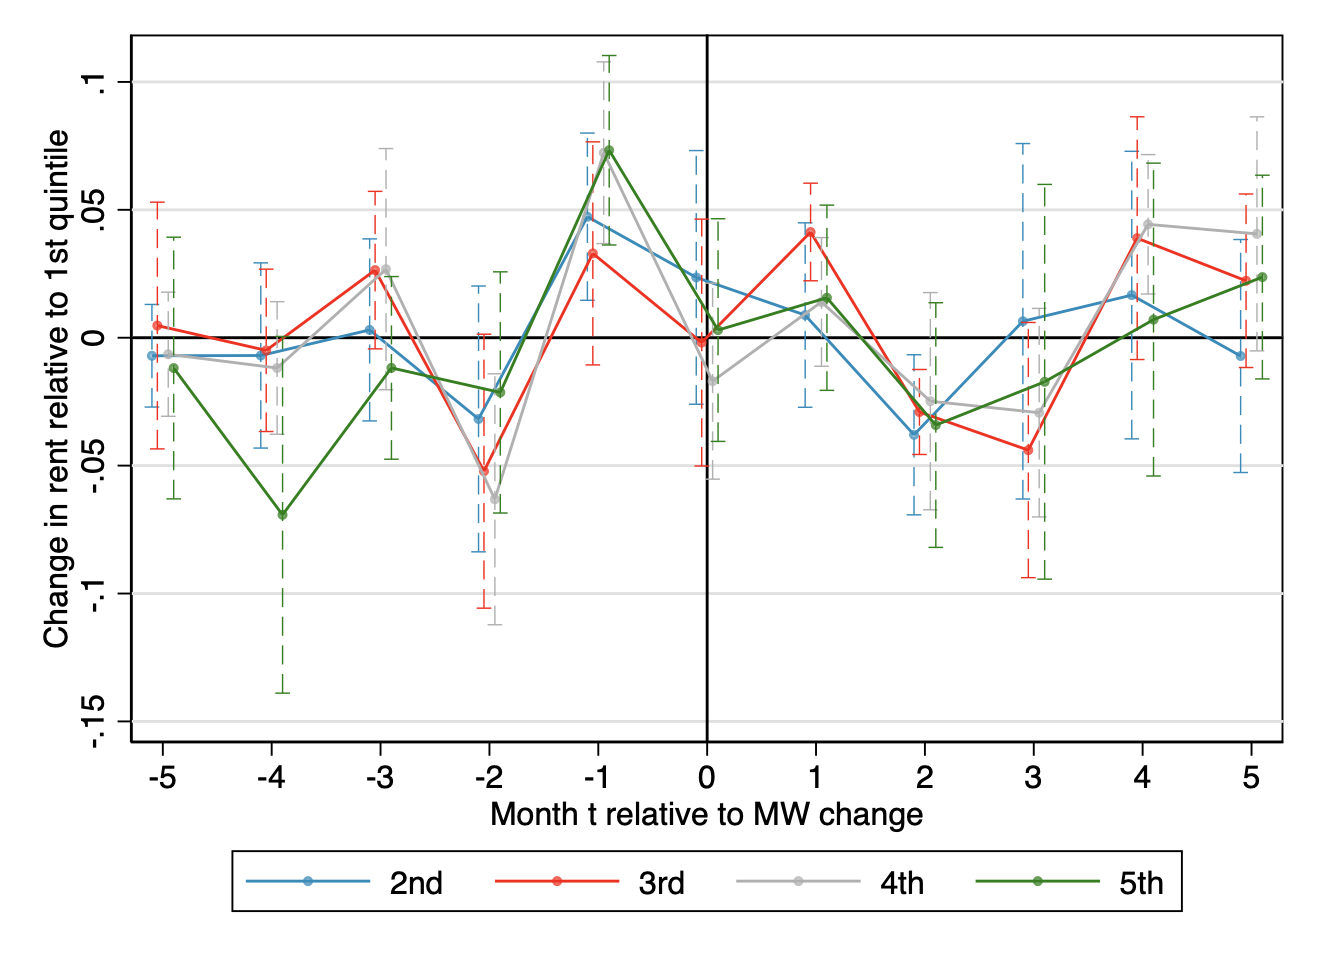 Change in rent relative to 1st quintile
.1
.05
0
-.05
-.1
-.15
-5 -4 -3 -2 -1 0 1 2 3 4 5
Month t relative to MW change
2nd 3rd 4th 5th